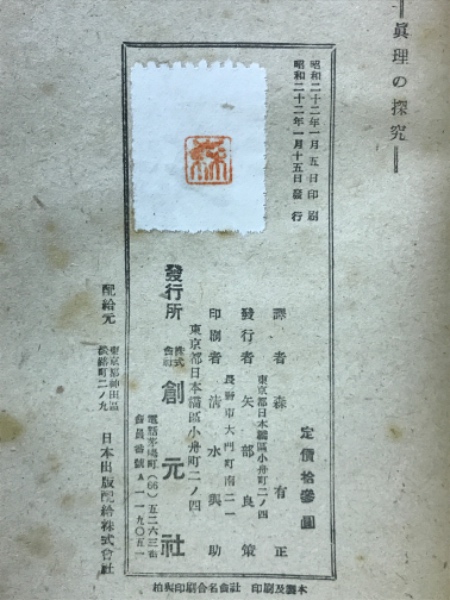 眞理の探究
昭和二十二年一月五日印刷
昭和二十二年一月十五日發行
定價拾參圓
譯者 森有正
東京都日本橋區小舟町二ノ四
發行者 矢部良策
長野市大門町南二一
印刷者 淸水興助
東京都日本橋區小舟町二ノ四
發行所 株式會社 創元社
電話茅場町(66)五二六三番
會員番號A一一九〇五一
配給元 東京都神田區淡路町二ノ九 日本出版配給株式會社
柏與印刷合名會社 印刷及製本